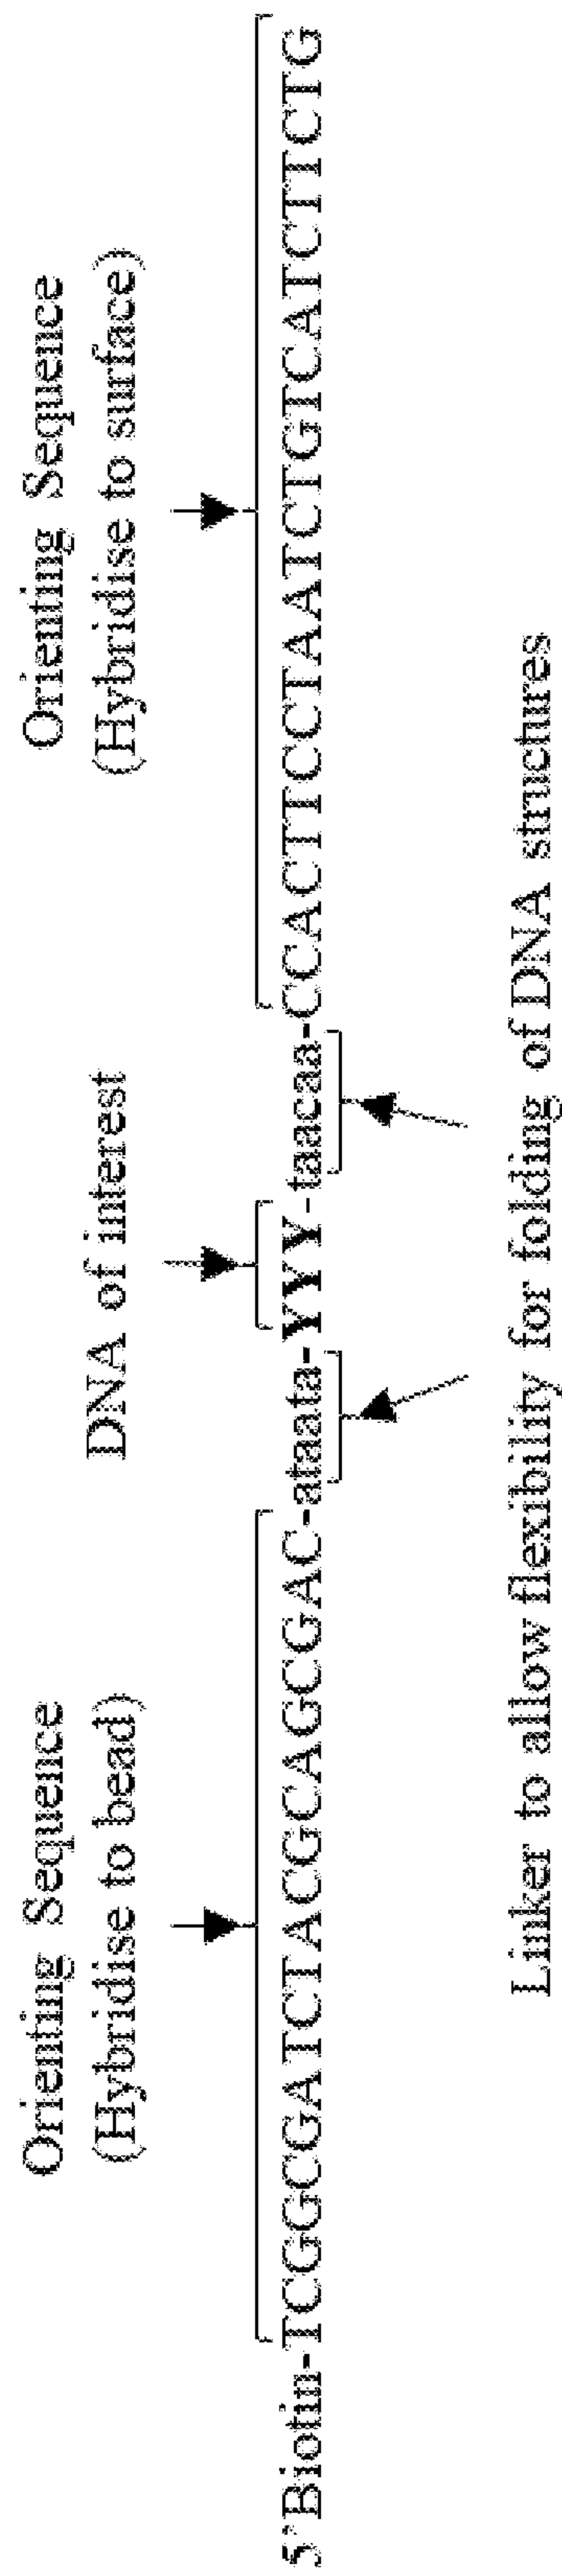 Orienting Sequence
(Hybridise to bead)
DNA of interest
Orienting Sequence
(Hybridise to surface)
5'Biotin-TCGGCGATCTACGCAGCGAC-ataata-YYY-taacaa-CCACTTCCTAATCTGTCATCTTCTG
Linker to allow flexibility for folding of DNA structures